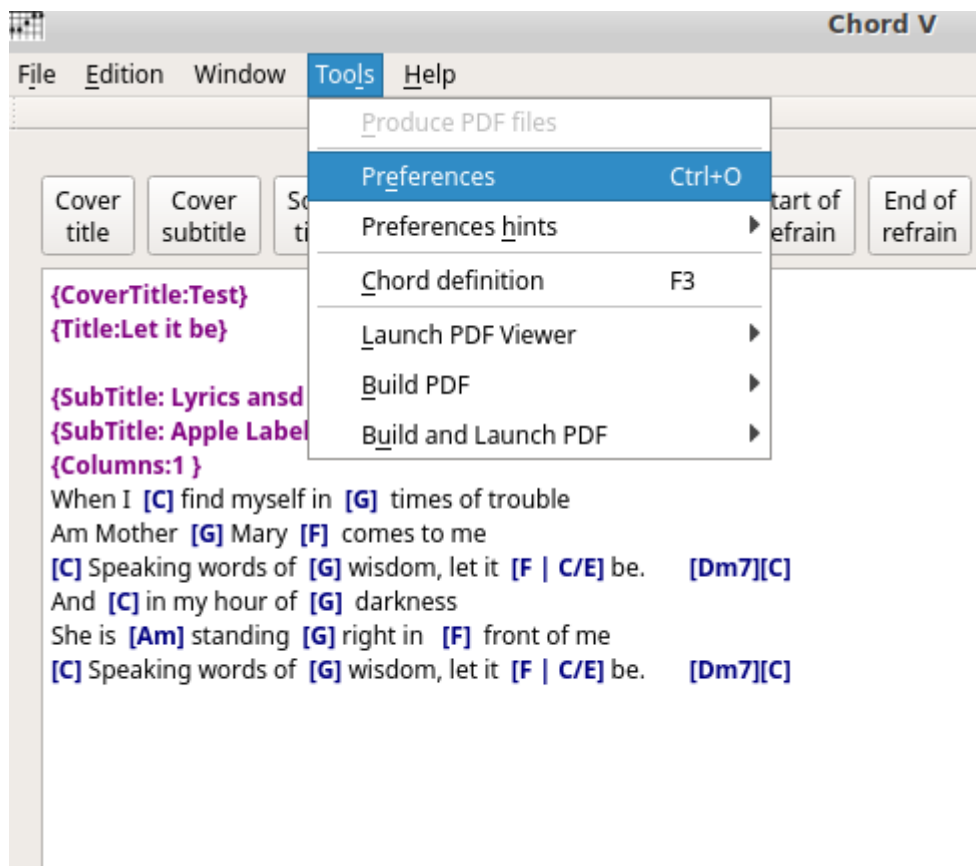 Chord V
File Edition Window Tools Help
Produce PDF files
Preferences Ctrl+O
Preferences hints
Chord definition F3
Launch PDF Viewer
Build PDF
Build and Launch PDF
Cover title
Cover subtitle
End of refrain
{CoverTitle:Test}
{Title:Let it be}
{SubTitle: Lyrics ansd
{SubTitle: Apple Label
{Columns:1 }
When I [C] find myself in [G] times of trouble
Am Mother [G] Mary [F] comes to me
[C] Speaking words of [G] wisdom, let it [F | C/E] be. [Dm7][C]
And [C] in my hour of [G] darkness
She is [Am] standing [G] right in [F] front of me
[C] Speaking words of [G] wisdom, let it [F | C/E] be. [Dm7][C]